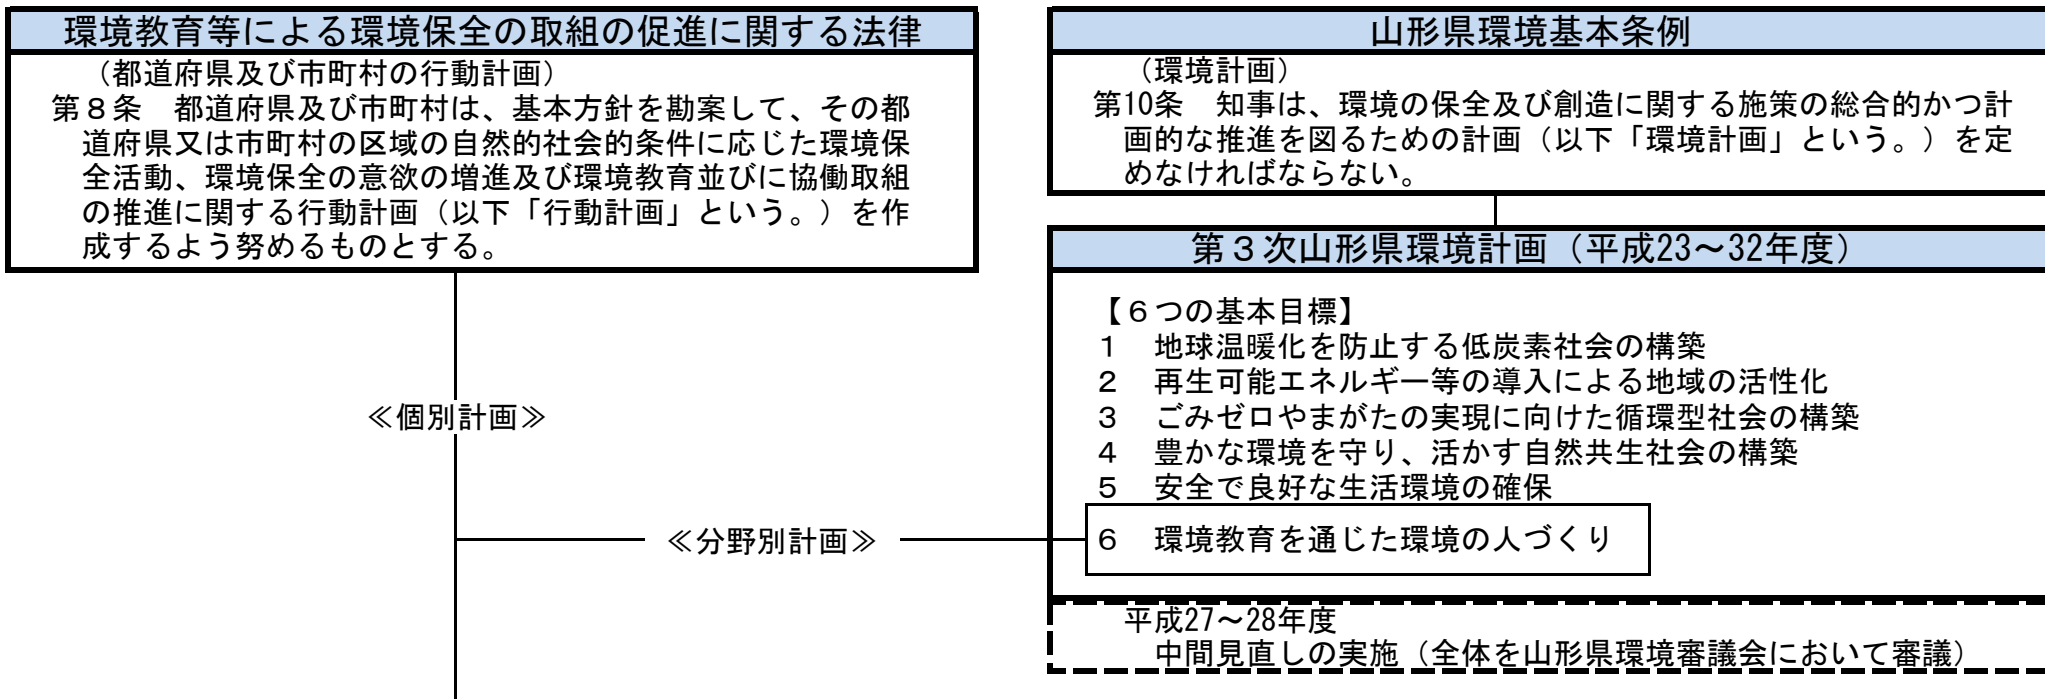 環境教育等による環境保全の取組の促進に関する法律
（都道府県及び市町村の行動計画）
第８条　都道府県及び市町村は、基本方針を勘案して、その都
道府県又は市町村の区域の自然的社会的条件に応じた環境保
全活動、環境保全の意欲の増進及び環境教育並びに協働取組
の推進に関する行動計画（以下「行動計画」という。）を作
成するよう努めるものとする。
≪個別計画≫
≪分野別計画≫
山形県環境基本条例
（環境計画）
第10条　知事は、環境の保全及び創造に関する施策の総合的かつ計
画的な推進を図るための計画（以下「環境計画」という。）を定
めなければならない。
第３次山形県環境計画（平成23～32年度）
【６つの基本目標】
１　地球温暖化を防止する低炭素社会の構築
２　再生可能エネルギー等の導入による地域の活性化
３　ごみゼロやまがたの実現に向けた循環型社会の構築
４　豊かな環境を守り、活かす自然共生社会の構築
５　安全で良好な生活環境の確保
６　環境教育を通じた環境の人づくり
平成27～28年度
中間見直しの実施（全体を山形県環境審議会において審議）